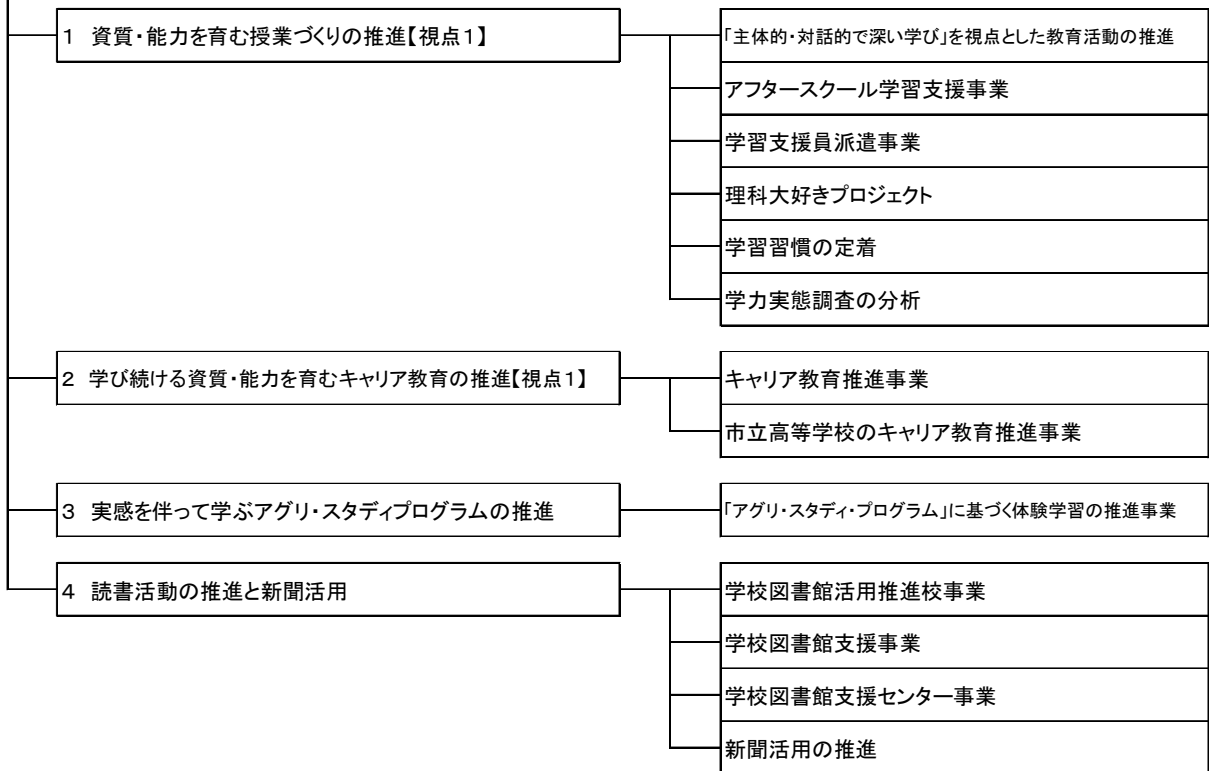 1 資質・能力を育む授業づくりの推進【視点1】
「主体的・対話的で深い学び」を視点とした教育活動の推進
アフタースクール学習支援事業
学習支援員派遣事業
理科大好きプロジェクト
学習習慣の定着
学力実態調査の分析
2 学び続ける資質・能力を育むキャリア教育の推進【視点1】
キャリア教育推進事業
市立高等学校のキャリア教育推進事業
3 実感を伴って学ぶアグリ・スタディプログラムの推進
「アグリ・スタディ・プログラム」に基づく体験学習の推進事業
4 読書活動の推進と新聞活用
学校図書館活用推進校事業
学校図書館支援事業
学校図書館支援センター事業
新聞活用の推進